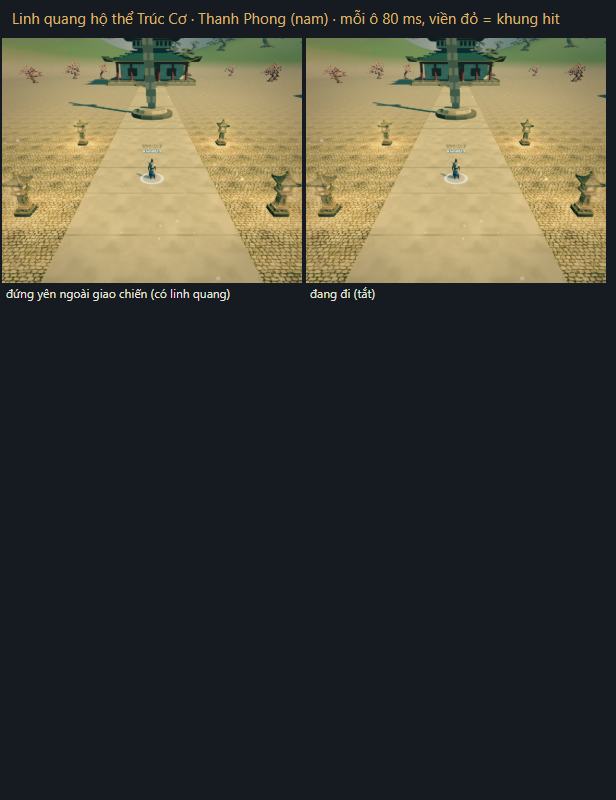 Linh quang hộ thể Trúc Cơ · Thanh Phong (nam) · mỗi ô 80 ms, viền đỏ = khung hit
đứng yên ngoài giao chiến (có linh quang)
đang đi (tắt)